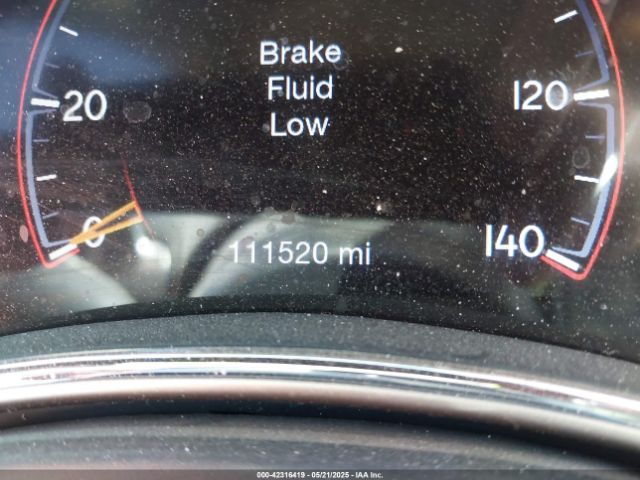 Brake
Fluid
Low
20
120
0
140
111520 mi
000-42316419 - 05/21/2025 - IAA Inc.